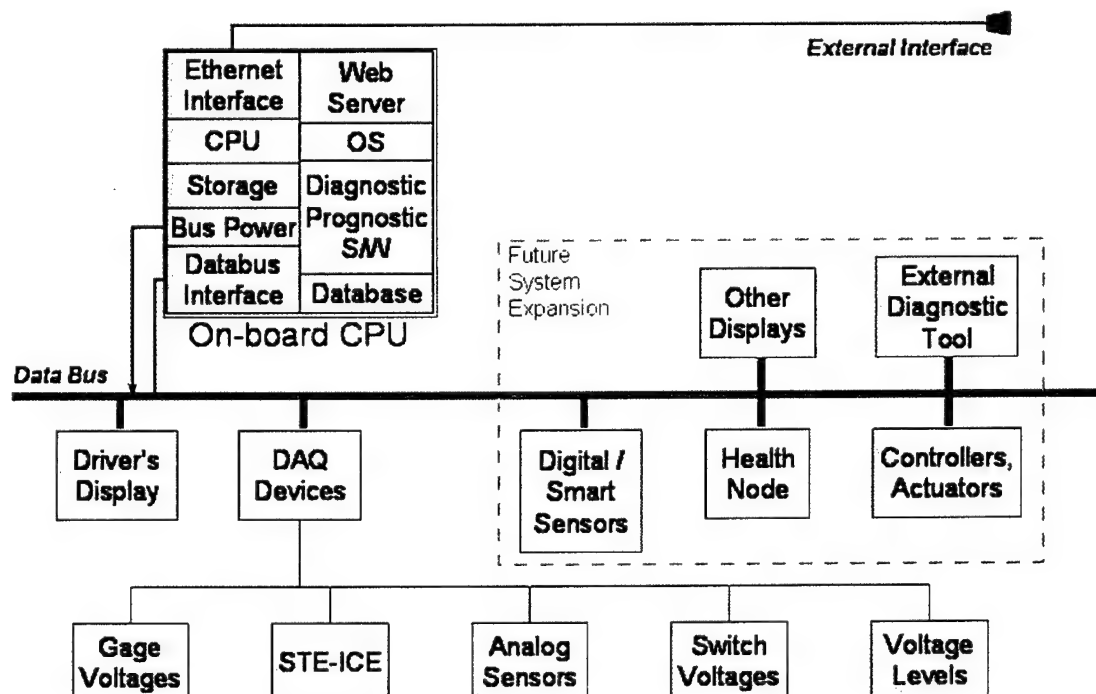 External Interface
Ethernet
Interface
Web
Server
CPU
OS
Storage
Diagnostic
Prognostic
S/W
Bus Power
Databus
Interface
Database
On-board CPU
Future
System
Expansion
Other
Displays
External
Diagnostic
Tool
Data Bus
Driver's
Display
DAQ
Devices
Digital /
Smart
Sensors
Health
Node
Controllers,
Actuators
Gage
Voltages
STE-ICE
Analog
Sensors
Switch
Voltages
Voltage
Levels